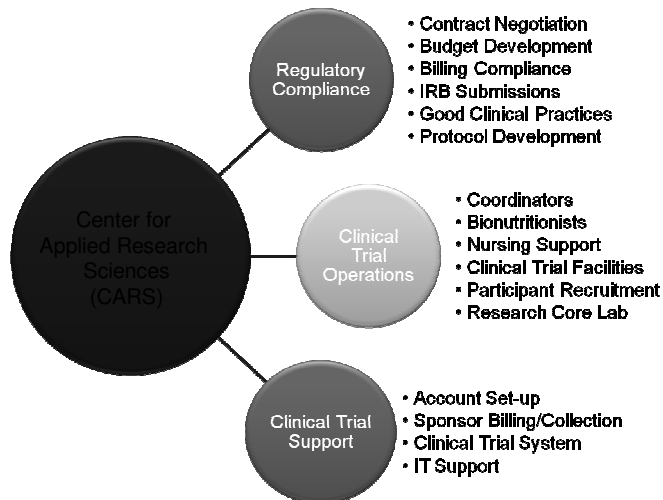 Center for
Applied Research
Sciences
(CARS)
Regulatory
Compliance
• Contract Negotiation
• Budget Development
• Billing Compliance
• IRB Submissions
• Good Clinical Practices
• Protocol Development
Clinical
Trial
Operations
• Coordinators
• Bionutritionists
• Nursing Support
• Clinical Trial Facilities
• Participant Recruitment
• Research Core Lab
Clinical Trial
Support
• Account Set-up
• Sponsor Billing/Collection
• Clinical Trial System
• IT Support